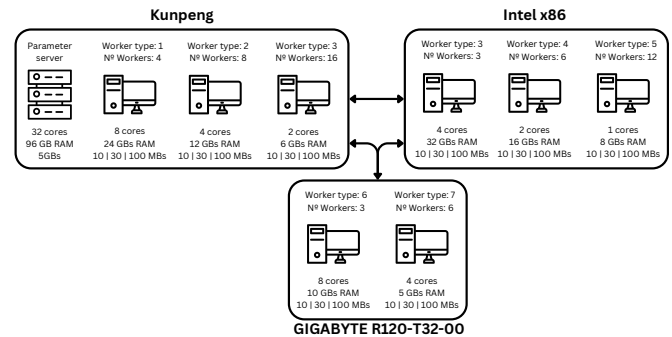 Kunpeng
Parameter
server
32 cores
96 GB RAM
5GBs
Worker type: 1
Nº Workers: 4
8 cores
24 GBs RAM
10 | 30 | 100 MBs
Worker type: 2
Nº Workers: 8
4 cores
12 GBs RAM
10 | 30 | 100 MBs
Worker type: 3
Nº Workers: 16
2 cores
6 GBs RAM
10 | 30 | 100 MBs
Intel x86
Worker type: 3
Nº Workers: 3
4 cores
32 GBs RAM
10 | 30 | 100 MBs
Worker type: 4
Nº Workers: 6
2 cores
16 GBs RAM
10 | 30 | 100 MBs
Worker type: 5
Nº Workers: 12
1 cores
8 GBs RAM
10 | 30 | 100 MBs
Worker type: 6
Nº Workers: 3
8 cores
10 GBs RAM
10 | 30 | 100 MBs
Worker type: 7
Nº Workers: 6
4 cores
5 GBs RAM
10 | 30 | 100 MBs
GIGABYTE R120-T32-00